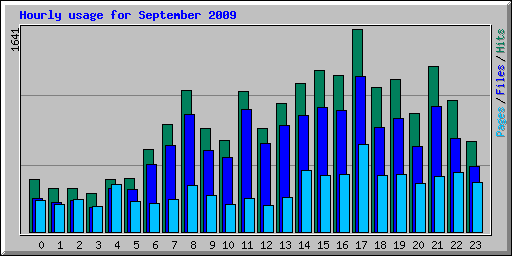 Hourly usage for September 2009
1641
Pages/Files/Hits
0 1 2 3 4 5 6 7 8 9 10 11 12 13 14 15 16 17 18 19 20 21 22 23